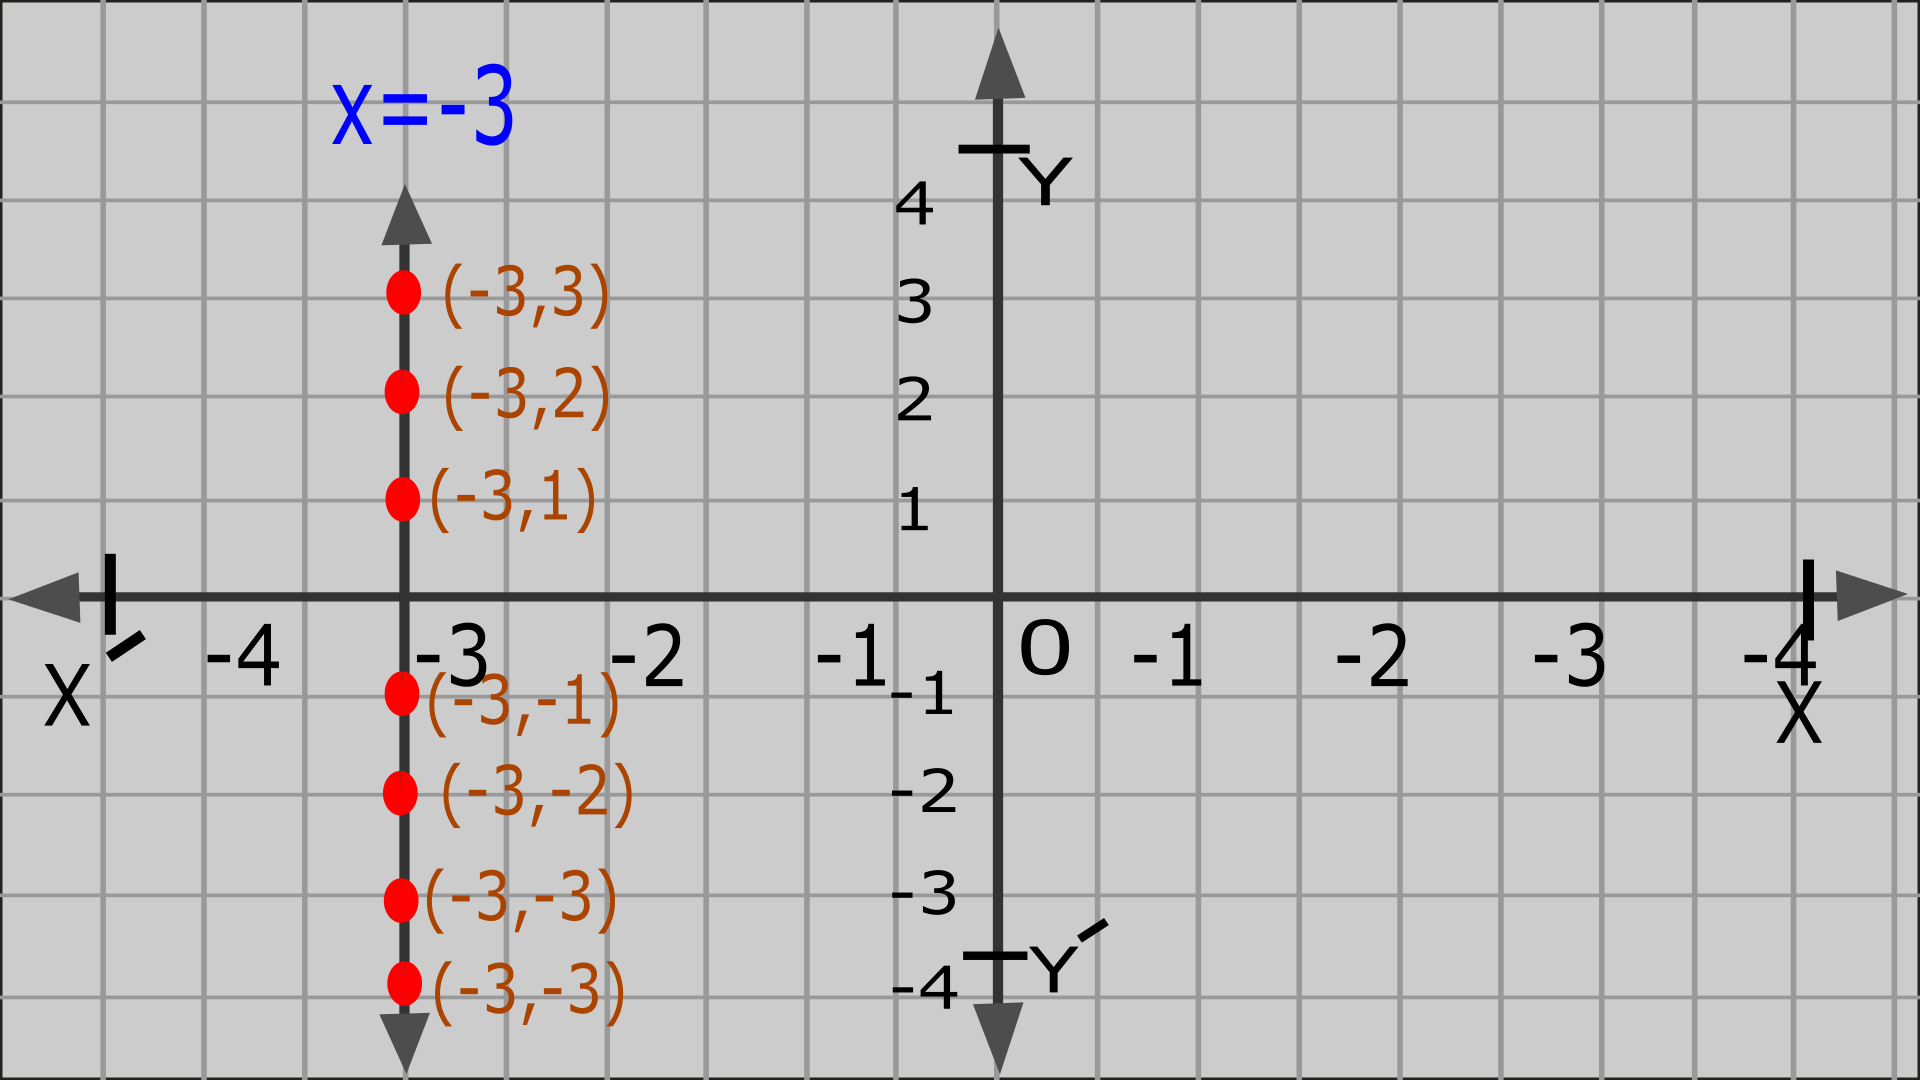 x=-3
Y
4
(-3,3)
3
(-3,2)
2
(-3,1)
1
-4 -3 -2 -1 O -1 -2 -3 -4
X′
X
(-3,-1)
-1
(-3,-2)
-2
(-3,-3)
-3
Y′
(-3,-3)
-4